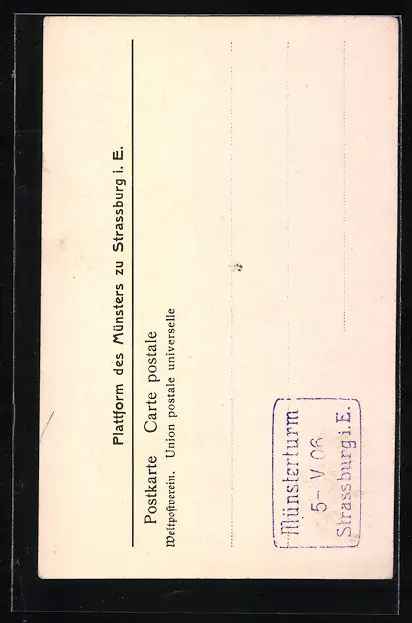 Plattform des Münsters zu Strassburg i. E.
Postkarte Carte postale
Weltpostverein. Union postale universelle
Münsterturm
5- V 06
Strassburg i. E.